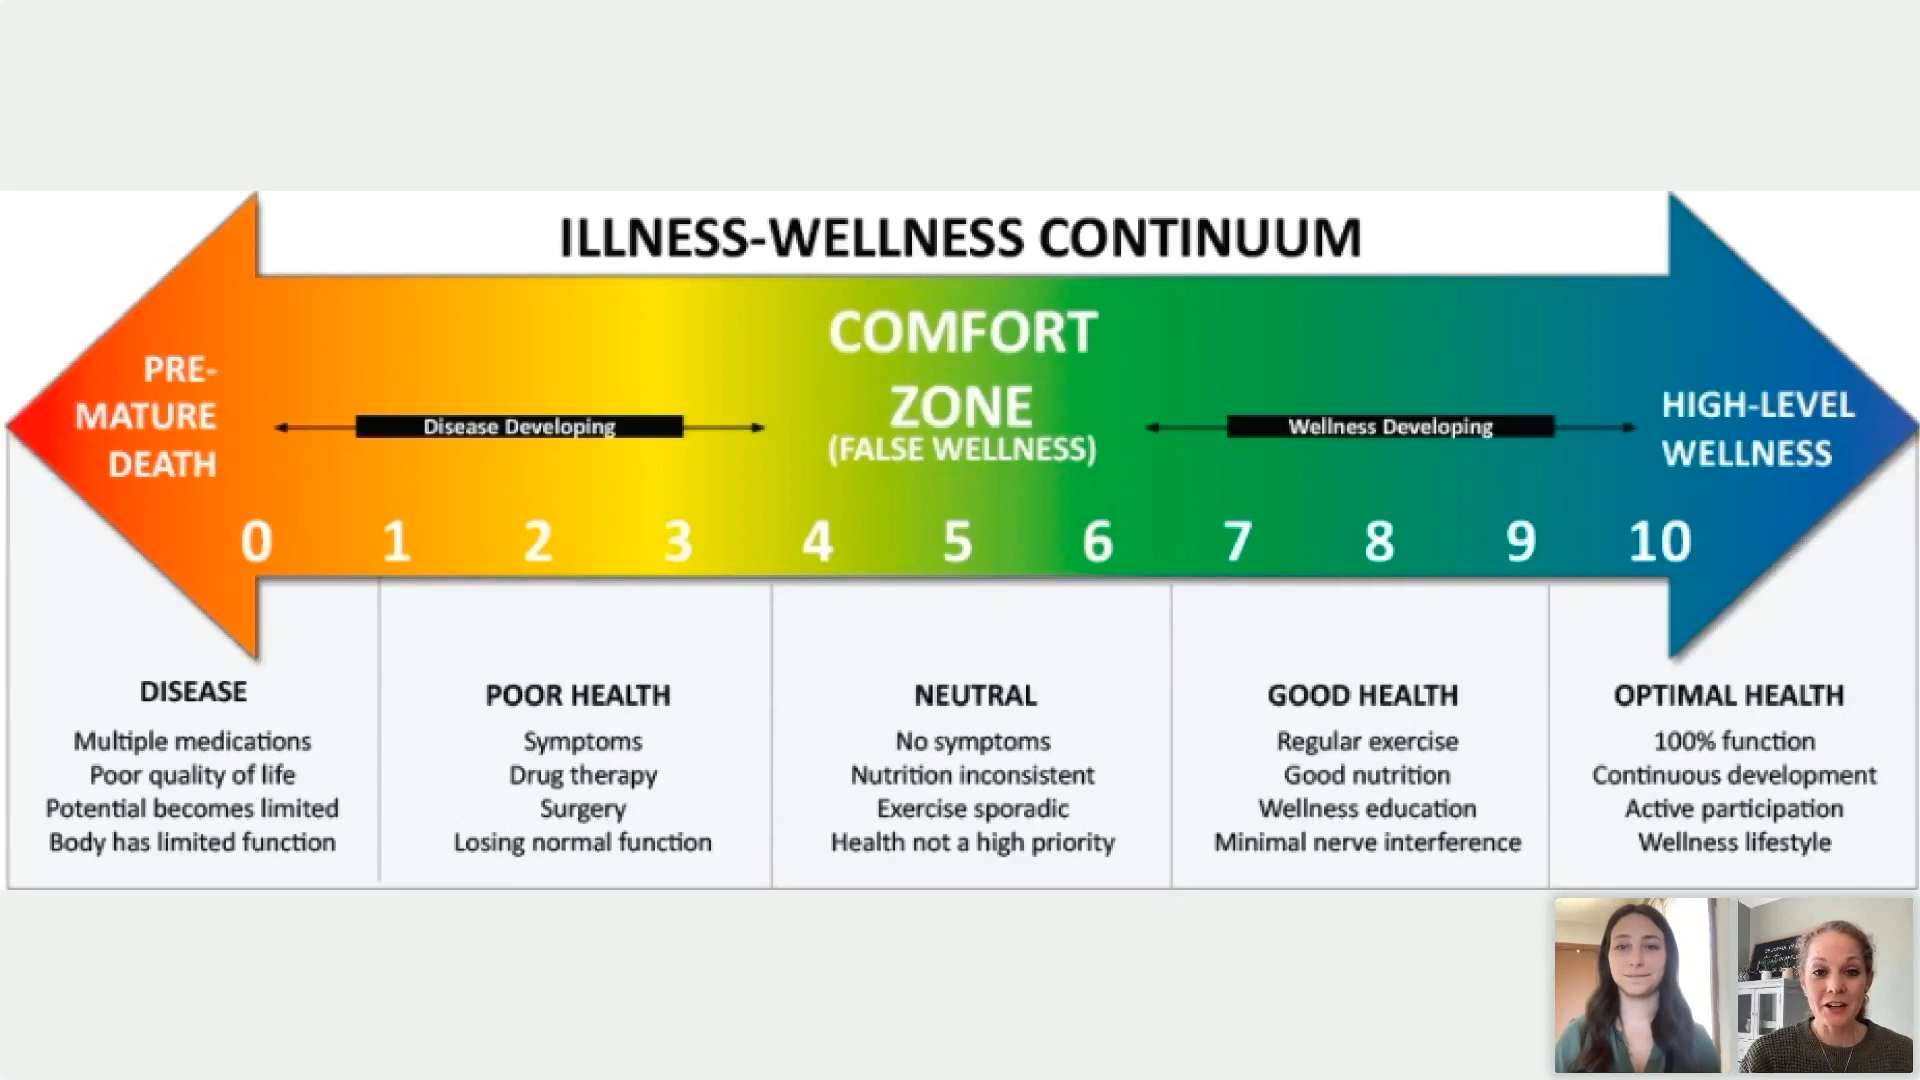 ILLNESS-WELLNESS CONTINUUM
COMFORT
ZONE
(FALSE WELLNESS)
PRE-
MATURE
DEATH
Disease Developing
Wellness Developing
HIGH-LEVEL
WELLNESS
0 1 2 3 4 5 6 7 8 9 10
DISEASE
Multiple medications
Poor quality of life
Potential becomes limited
Body has limited function
POOR HEALTH
Symptoms
Drug therapy
Surgery
Losing normal function
NEUTRAL
No symptoms
Nutrition inconsistent
Exercise sporadic
Health not a high priority
GOOD HEALTH
Regular exercise
Good nutrition
Wellness education
Minimal nerve interference
OPTIMAL HEALTH
100% function
Continuous development
Active participation
Wellness lifestyle